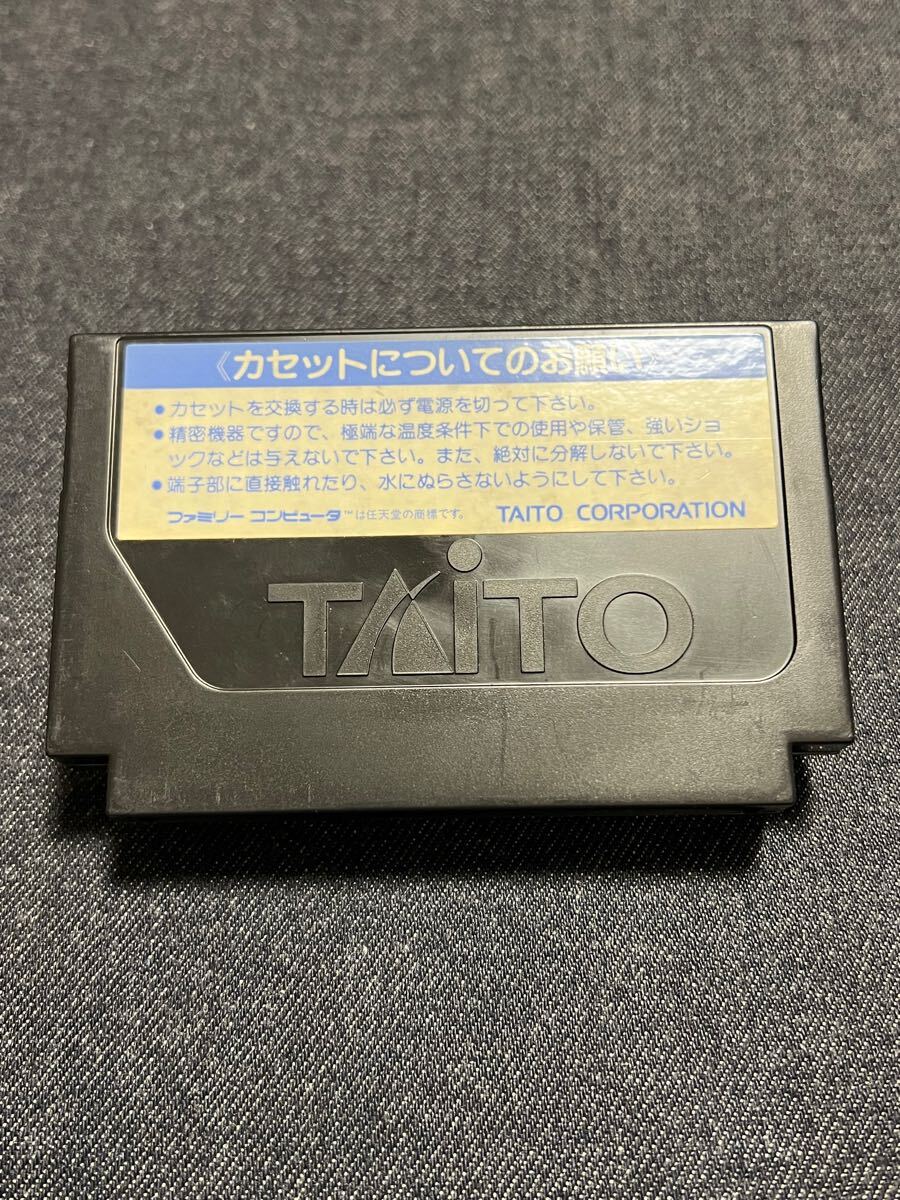 《カセットについてのお願い》
●カセットを交換する時は必ず電源を切って下さい。
●精密機器ですので、極端な温度条件下での使用や保管、強いショ
ックなどは与えないで下さい。また、絶対に分解しないで下さい。
●端子部に直接触れたり、水にぬらさないようにして下さい。
ファミリー コンピュータ™は任天堂の商標です。 TAITO CORPORATION
TAiTO